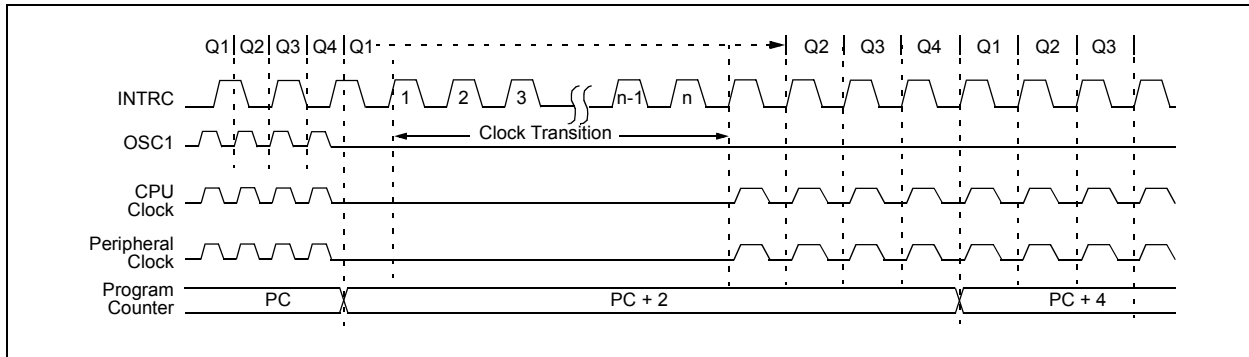 Q1 Q2 Q3 Q4 Q1 Q2 Q3 Q4 Q1 Q2 Q3
INTRC 1 2 3 n-1 n
Clock Transition
OSC1
CPU
Clock
Peripheral
Clock
Program
Counter
PC PC + 2 PC + 4